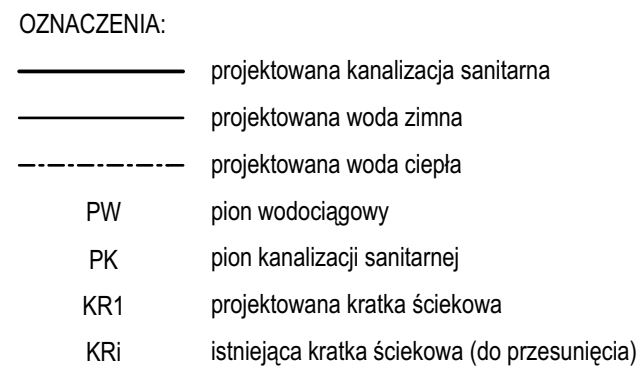 OZNACZENIA:
projektowana kanalizacja sanitarna
projektowana woda zimna
projektowana woda ciepła
PW pion wodociągowy
PK pion kanalizacji sanitarnej
KR1 projektowana kratka ściekowa
KRi istniejąca kratka ściekowa (do przesunięcia)